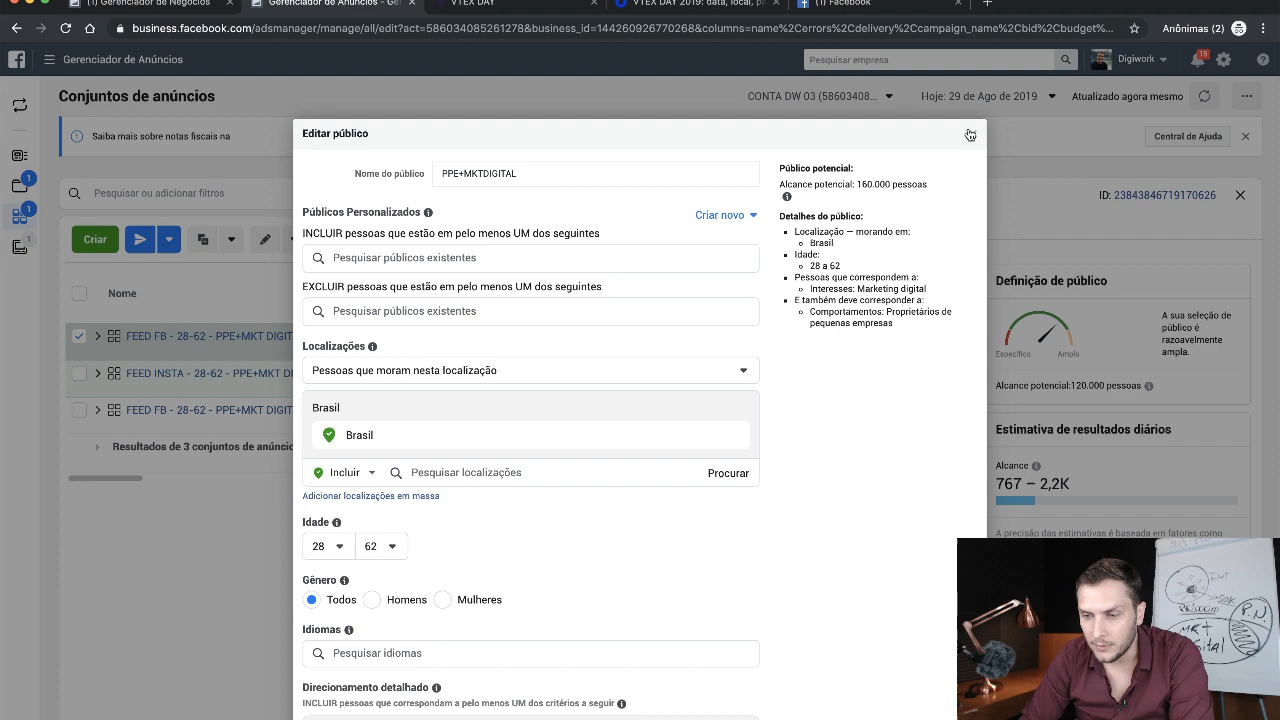 (1) Gerenciador de Negócios
Gerenciador de Anúncios – Ger
VTEX DAY
VTEX DAY 2019: data, local, pa
(1) Facebook
business.facebook.com/adsmanager/manage/all/edit?act=586034085261278&business_id=144260926770268&columns=name%2Cerrors%2Cdelivery%2Ccampaign_name%2Cbid%2Cbudget%...
Anônimas (2)
Gerenciador de Anúncios
Pesquisar empresa
Digiwork
15
Conjuntos de anúncios
CONTA DW 03 (58603408...
Hoje: 29 de Ago de 2019
Atualizado agora mesmo
Saiba mais sobre notas fiscais na
Central de Ajuda
Pesquisar ou adicionar filtros
ID: 23843846719170626
1
1
1
Criar
Nome
FEED FB - 28-62 - PPE+MKT DIGIT
FEED INSTA - 28-62 - PPE+MKT D
FEED FB - 28-62 - PPE+MKT DIGIT
Resultados de 3 conjuntos de anúncio
Editar público
Nome do público
PPE+MKTDIGITAL
Públicos Personalizados
Criar novo
INCLUIR pessoas que estão em pelo menos UM dos seguintes
Pesquisar públicos existentes
EXCLUIR pessoas que estão em pelo menos UM dos seguintes
Pesquisar públicos existentes
Localizações
Pessoas que moram nesta localização
Brasil
Brasil
Incluir
Pesquisar localizações
Procurar
Adicionar localizações em massa
Idade
28
62
Gênero
Todos
Homens
Mulheres
Idiomas
Pesquisar idiomas
Direcionamento detalhado
INCLUIR pessoas que correspondam a pelo menos UM dos critérios a seguir
Público potencial:
Alcance potencial: 160.000 pessoas
Detalhes do público:
Localização — morando em:
Brasil
Idade:
28 a 62
Pessoas que correspondem a:
Interesses: Marketing digital
E também deve corresponder a:
Comportamentos: Proprietários de
pequenas empresas
Definição de público
A sua seleção de
público é
razoavelmente
ampla.
Específico
Amplo
Alcance potencial:120.000 pessoas
Estimativa de resultados diários
Alcance
767 – 2,2K
A precisão das estimativas é baseada em fatores como
P.N
MKT